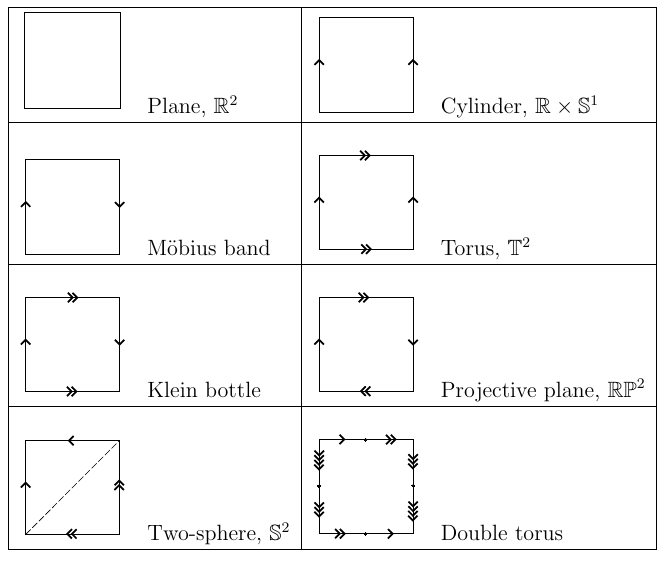 Plane, ℝ²
Cylinder, ℝ × 𝕊¹
Möbius band
Torus, 𝕋²
Klein bottle
Projective plane, ℝℙ²
Two-sphere, 𝕊²
Double torus